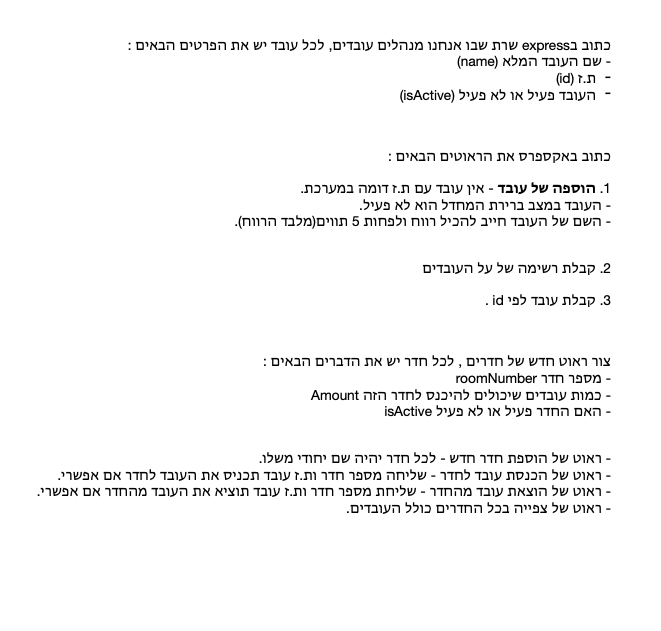 כתוב בexpress שרת שבו אנחנו מנהלים עובדים, לכל עובד יש את הפרטים הבאים :
- שם העובד המלא (name)
- ת.ז (id)
- העובד פעיל או לא פעיל (isActive)
כתוב באקספרס את הראוטים הבאים :
1. הוספה של עובד - אין עובד עם ת.ז דומה במערכת.
- העובד במצב ברירת המחדל הוא לא פעיל.
- השם של העובד חייב להכיל רווח ולפחות 5 תווים(מלבד הרווח).
2. קבלת רשימה של על העובדים
3. קבלת עובד לפי id .
צור ראוט חדש של חדרים , לכל חדר יש את הדברים הבאים :
- מספר חדר roomNumber
- כמות עובדים שיכולים להיכנס לחדר הזה Amount
- האם החדר פעיל או לא פעיל isActive
- ראוט של הוספת חדר חדש - לכל חדר יהיה שם יחודי משלו.
- ראוט של הכנסת עובד לחדר - שליחה מספר חדר ות.ז עובד תכניס את העובד לחדר אם אפשרי.
- ראוט של הוצאת עובד מהחדר - שליחת מספר חדר ות.ז עובד תוציא את העובד מהחדר אם אפשרי.
- ראוט של צפייה בכל החדרים כולל העובדים.